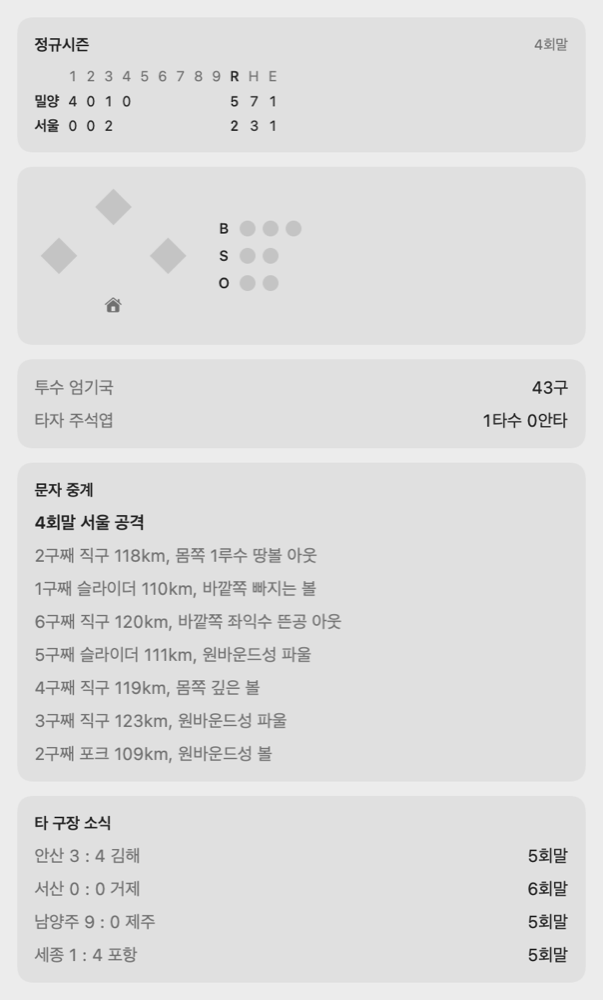 정규시즌 4회말
1 2 3 4 5 6 7 8 9 R H E
밀양 4 0 1 0 5 7 1
서울 0 0 2 2 3 1
B
S
O
투수 엄기국 43구
타자 주석엽 1타수 0안타
문자 중계
4회말 서울 공격
2구째 직구 118km, 몸쪽 1루수 땅볼 아웃
1구째 슬라이더 110km, 바깥쪽 빠지는 볼
6구째 직구 120km, 바깥쪽 좌익수 뜬공 아웃
5구째 슬라이더 111km, 원바운드성 파울
4구째 직구 119km, 몸쪽 깊은 볼
3구째 직구 123km, 원바운드성 파울
2구째 포크 109km, 원바운드성 볼
타 구장 소식
안산 3 : 4 김해 5회말
서산 0 : 0 거제 6회말
남양주 9 : 0 제주 5회말
세종 1 : 4 포항 5회말